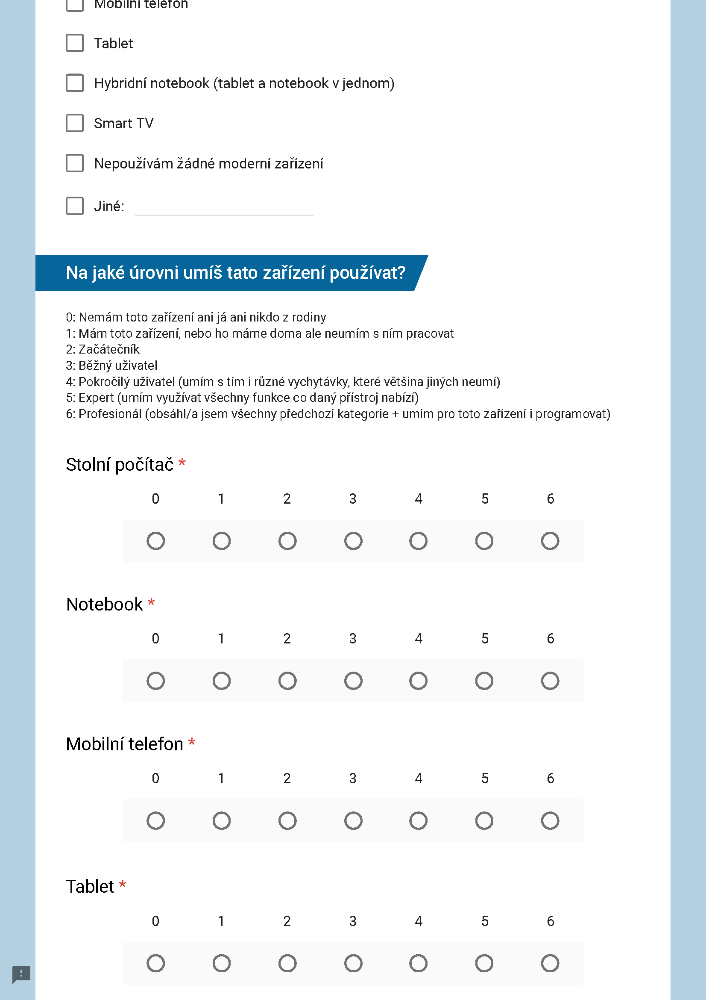 Mobilní telefon
Tablet
Hybridní notebook (tablet a notebook v jednom)
Smart TV
Nepoužívám žádné moderní zařízení
Jiné:
Na jaké úrovni umíš tato zařízení používat?
0: Nemám toto zařízení ani já ani nikdo z rodiny
1: Mám toto zařízení, nebo ho máme doma ale neumím s ním pracovat
2: Začátečník
3: Běžný uživatel
4: Pokročilý uživatel (umím s tím i různé vychytávky, které většina jiných neumí)
5: Expert (umím využívat všechny funkce co daný přístroj nabízí)
6: Profesionál (obsáhl/a jsem všechny předchozí kategorie + umím pro toto zařízení i programovat)
Stolní počítač *
0 1 2 3 4 5 6
Notebook *
0 1 2 3 4 5 6
Mobilní telefon *
0 1 2 3 4 5 6
Tablet *
0 1 2 3 4 5 6